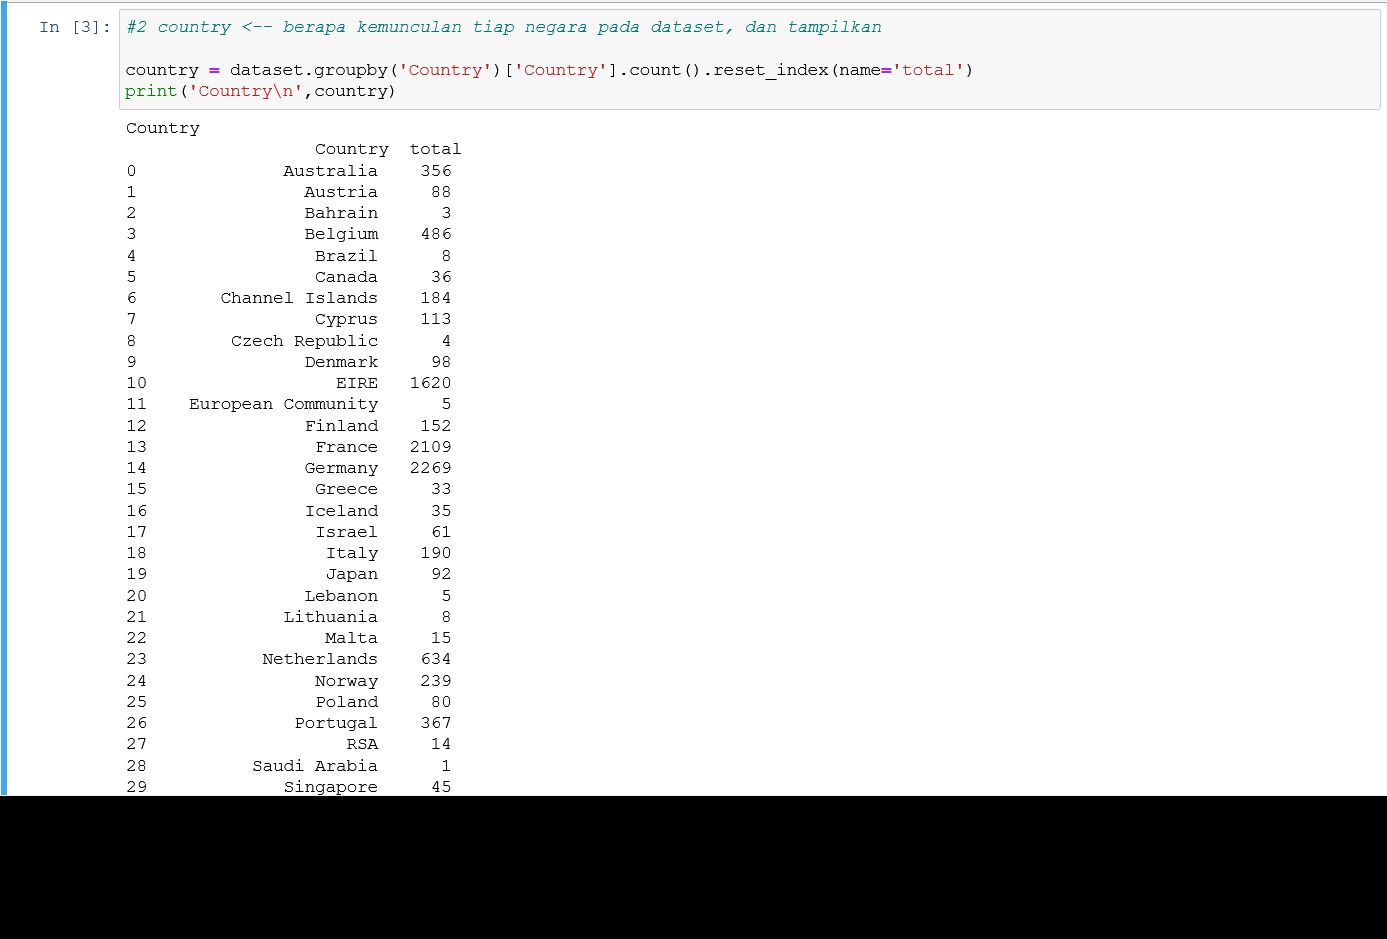 In [3]: #2 country <-- berapa kemunculan tiap negara pada dataset, dan tampilkan
country = dataset.groupby('Country')['Country'].count().reset_index(name='total')
print('Country\n',country)
Country
Country total
0 Australia 356
1 Austria 88
2 Bahrain 3
3 Belgium 486
4 Brazil 8
5 Canada 36
6 Channel Islands 184
7 Cyprus 113
8 Czech Republic 4
9 Denmark 98
10 EIRE 1620
11 European Community 5
12 Finland 152
13 France 2109
14 Germany 2269
15 Greece 33
16 Iceland 35
17 Israel 61
18 Italy 190
19 Japan 92
20 Lebanon 5
21 Lithuania 8
22 Malta 15
23 Netherlands 634
24 Norway 239
25 Poland 80
26 Portugal 367
27 RSA 14
28 Saudi Arabia 1
29 Singapore 45